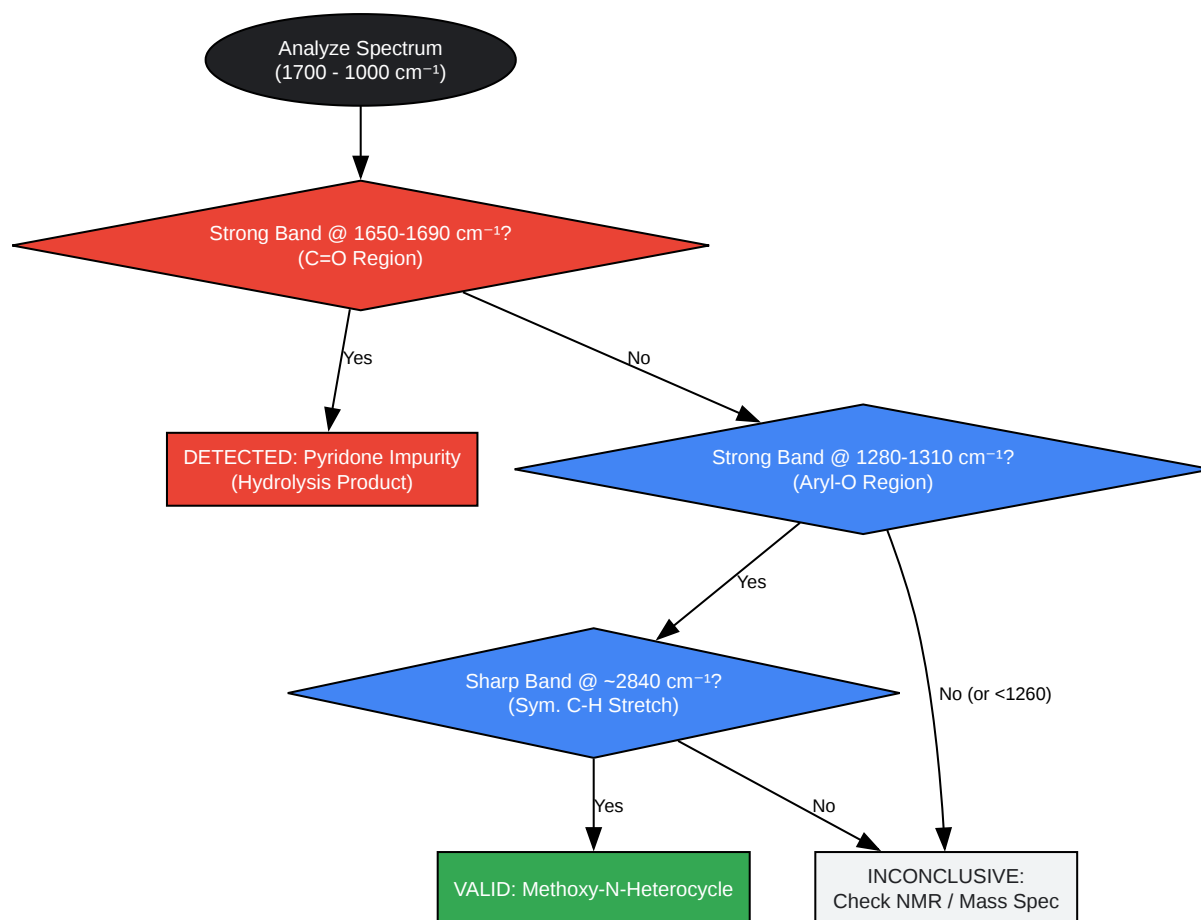 Analyze Spectrum
(1700 - 1000 cm⁻¹)
Strong Band @ 1650-1690 cm⁻¹?
(C=O Region)
Yes
No
DETECTED: Pyridone Impurity
(Hydrolysis Product)
Strong Band @ 1280-1310 cm⁻¹?
(Aryl-O Region)
Yes
No (or <1260)
Sharp Band @ ~2840 cm⁻¹?
(Sym. C-H Stretch)
Yes
No
VALID: Methoxy-N-Heterocycle
INCONCLUSIVE:
Check NMR / Mass Spec